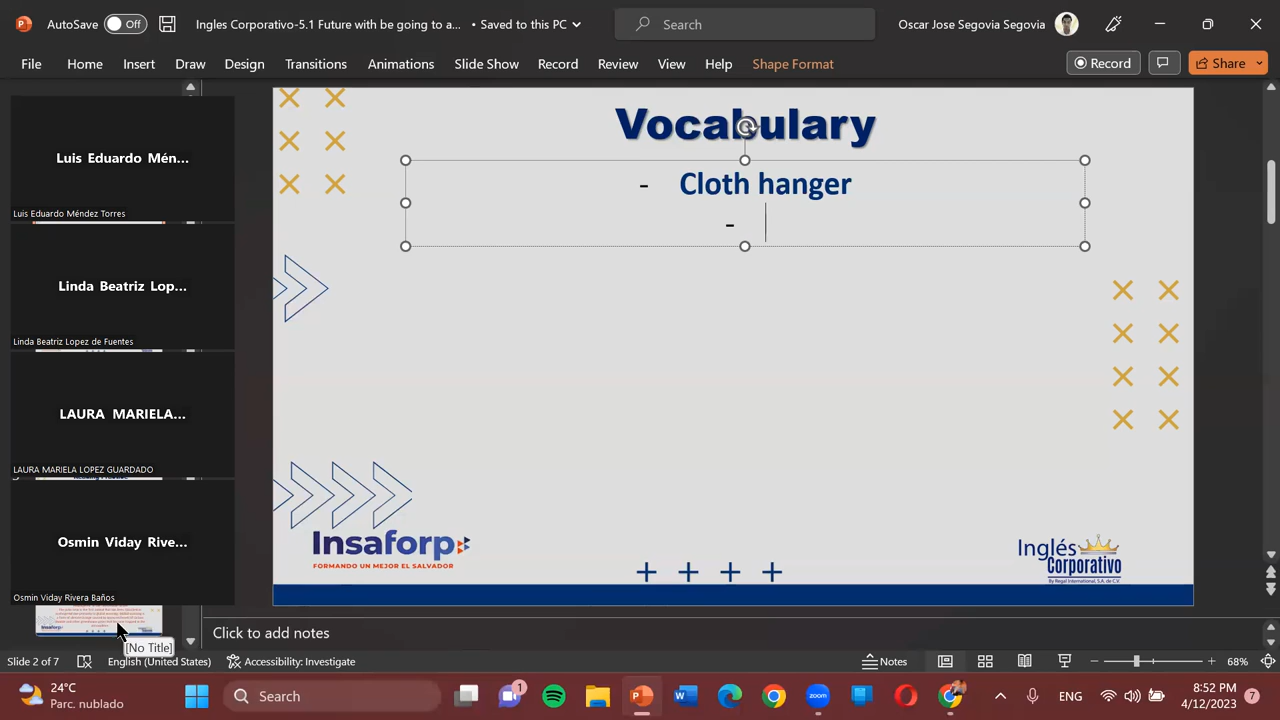 AutoSave Off Ingles Corporativo-5.1 Future with be going to a... • Saved to this PC Search Oscar Jose Segovia Segovia
File Home Insert Draw Design Transitions Animations Slide Show Record Review View Help Shape Format Record Share
Luis Eduardo Mén...
Luis Eduardo Méndez Torres
Linda Beatriz Lop...
Linda Beatriz Lopez de Fuentes
LAURA MARIELA...
LAURA MARIELA LOPEZ GUARDADO
Osmin Viday Rive...
Osmin Viday Rivera Baños
Vocabulary
- Cloth hanger
-
Insaforp
FORMANDO UN MEJOR EL SALVADOR
Inglés
Corporativo
By Regal International, S.A. de C.V.
[No Title]
Click to add notes
Slide 2 of 7 English (United States) Accessibility: Investigate Notes 68%
24°C
Parc. nublado
Search
1
ENG
8:52 PM
4/12/2023
7